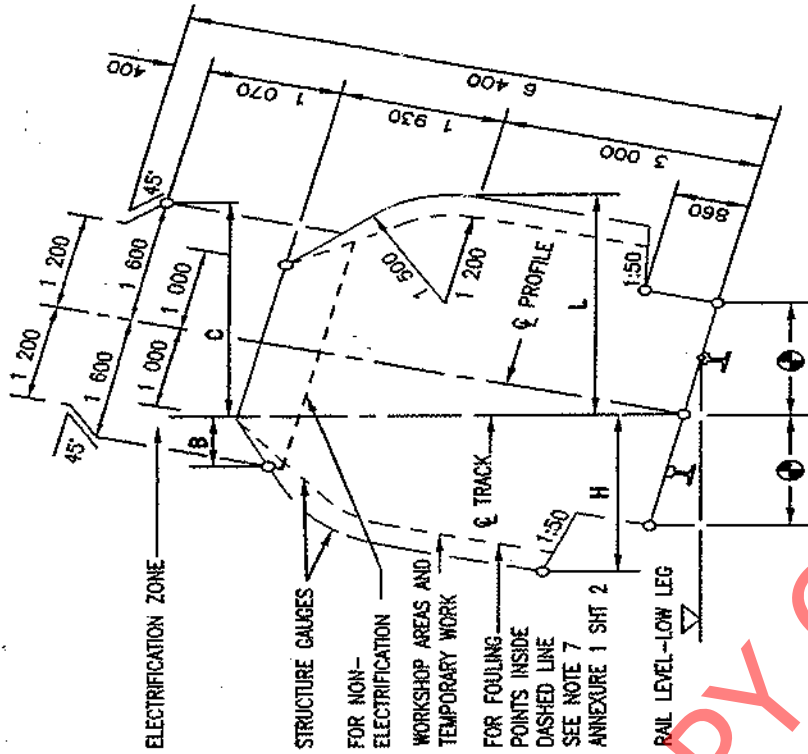 ELECTRIFICATION ZONE
STRUCTURE GAUGES
FOR NON-
ELECTRIFICATION
WORKSHOP AREAS AND
TEMPORARY WORK
FOR FOULING
POINTS INSIDE
DASHED LINE
SEE NOTE 7
ANNEXURE 1 SHT 2
RAIL LEVEL-LOW LEG
45°
1 200
1 600
1 000
1 200
1 600
1 000
45°
400
B
C
1 070
1 930
6 400
3 000
860
1 500
1 200
℄ PROFILE
L
℄ TRACK
H
1:50
1:50
PY